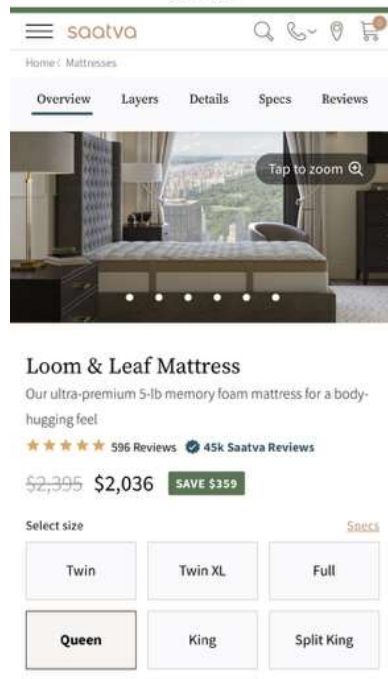 saatva
Home
Mattresses
Overview Layers Details Specs Reviews
Tap to zoom
Loom & Leaf Mattress
Our ultra-premium 5-lb memory foam mattress for a body-
hugging feel
596 Reviews 45k Saatva Reviews
$2,395 $2,036 SAVE $359
Select size Specs
Twin Twin XL Full
Queen King Split King